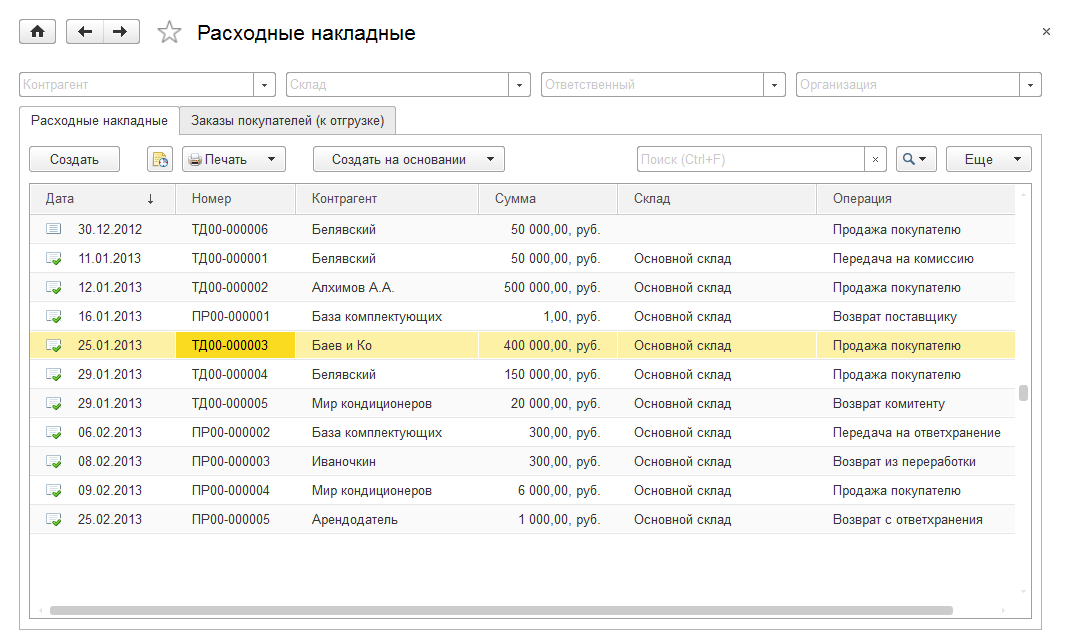 Расходные накладные
Контрагент Склад Ответственный Организация
Расходные накладные Заказы покупателей (к отгрузке)
Создать Печать Создать на основании Поиск (Ctrl+F) Еще
Дата Номер Контрагент Сумма Склад Операция
30.12.2012 ТД00-000006 Белявский 50 000,00, руб. Продажа покупателю
11.01.2013 ТД00-000001 Белявский 50 000,00, руб. Основной склад Передача на комиссию
12.01.2013 ТД00-000002 Алхимов А.А. 500 000,00, руб. Основной склад Продажа покупателю
16.01.2013 ПР00-000001 База комплектующих 1,00, руб. Основной склад Возврат поставщику
25.01.2013 ТД00-000003 Баев и Ко 400 000,00, руб. Основной склад Продажа покупателю
29.01.2013 ТД00-000004 Белявский 150 000,00, руб. Основной склад Продажа покупателю
29.01.2013 ТД00-000005 Мир кондиционеров 20 000,00, руб. Основной склад Возврат комитенту
06.02.2013 ПР00-000002 База комплектующих 300,00, руб. Основной склад Передача на ответхранение
08.02.2013 ПР00-000003 Иваночкин 300,00, руб. Основной склад Возврат из переработки
09.02.2013 ПР00-000004 Мир кондиционеров 6 000,00, руб. Основной склад Продажа покупателю
25.02.2013 ПР00-000005 Арендодатель 1 000,00, руб. Основной склад Возврат с ответхранения